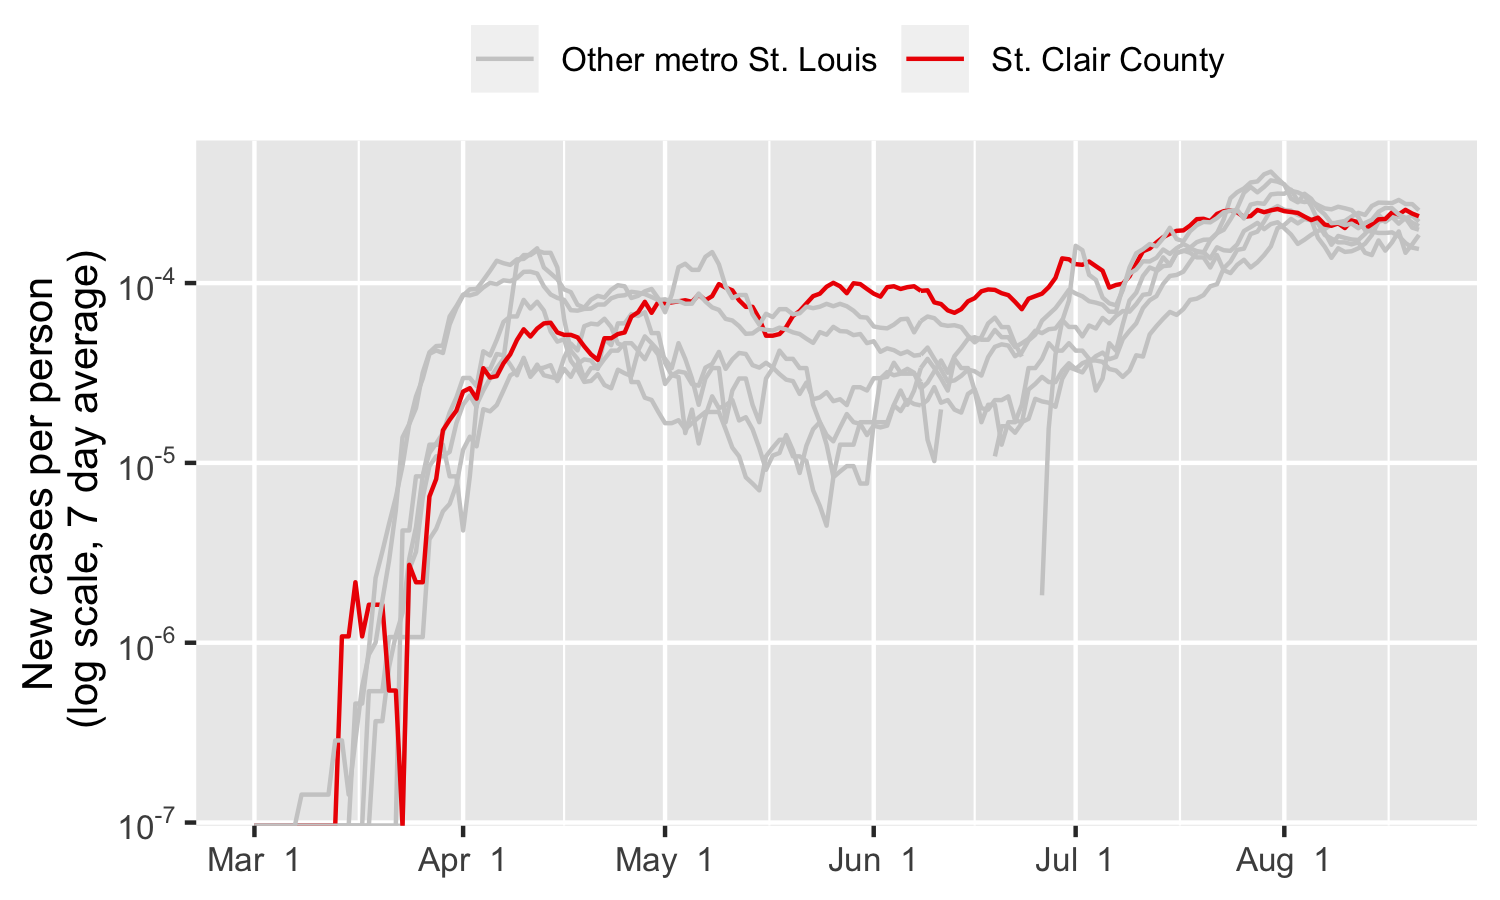 Other metro St. Louis
St. Clair County
New cases per person
(log scale, 7 day average)
10-4
10-5
10-6
10-7
Mar 1
Apr 1
May 1
Jun 1
Jul 1
Aug 1